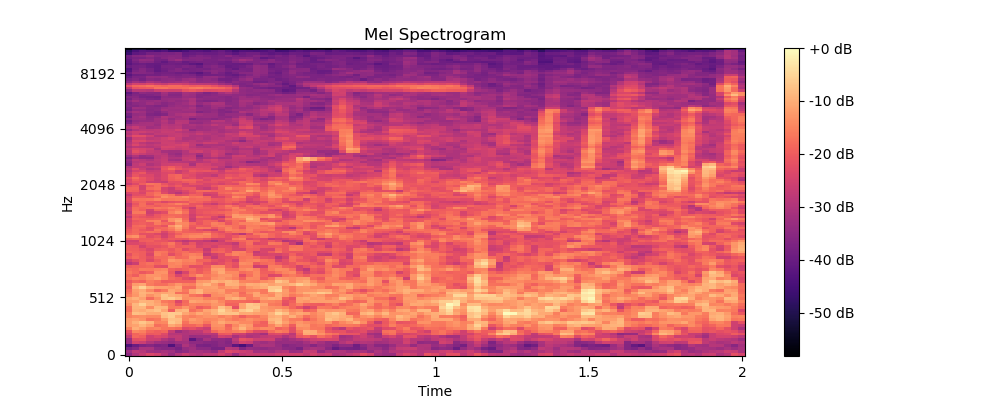 Mel Spectrogram
Hz
8192
4096
2048
1024
512
0
0
0.5
1
1.5
2
Time
+0 dB
-10 dB
-20 dB
-30 dB
-40 dB
-50 dB